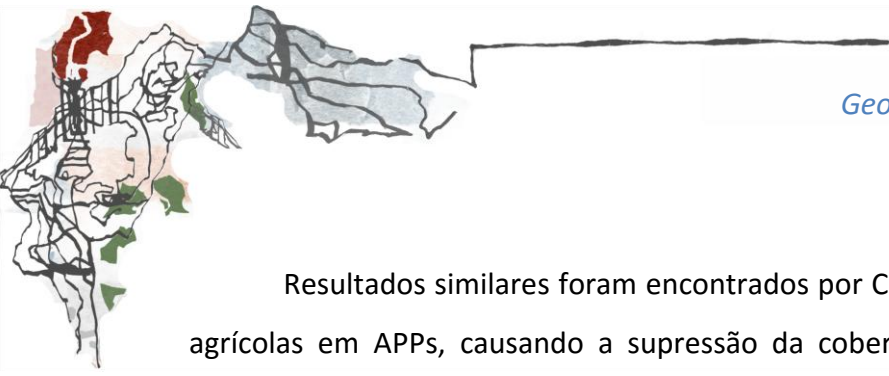 Geo
Resultados similares foram encontrados por C
agrícolas em APPs, causando a supressão da cober